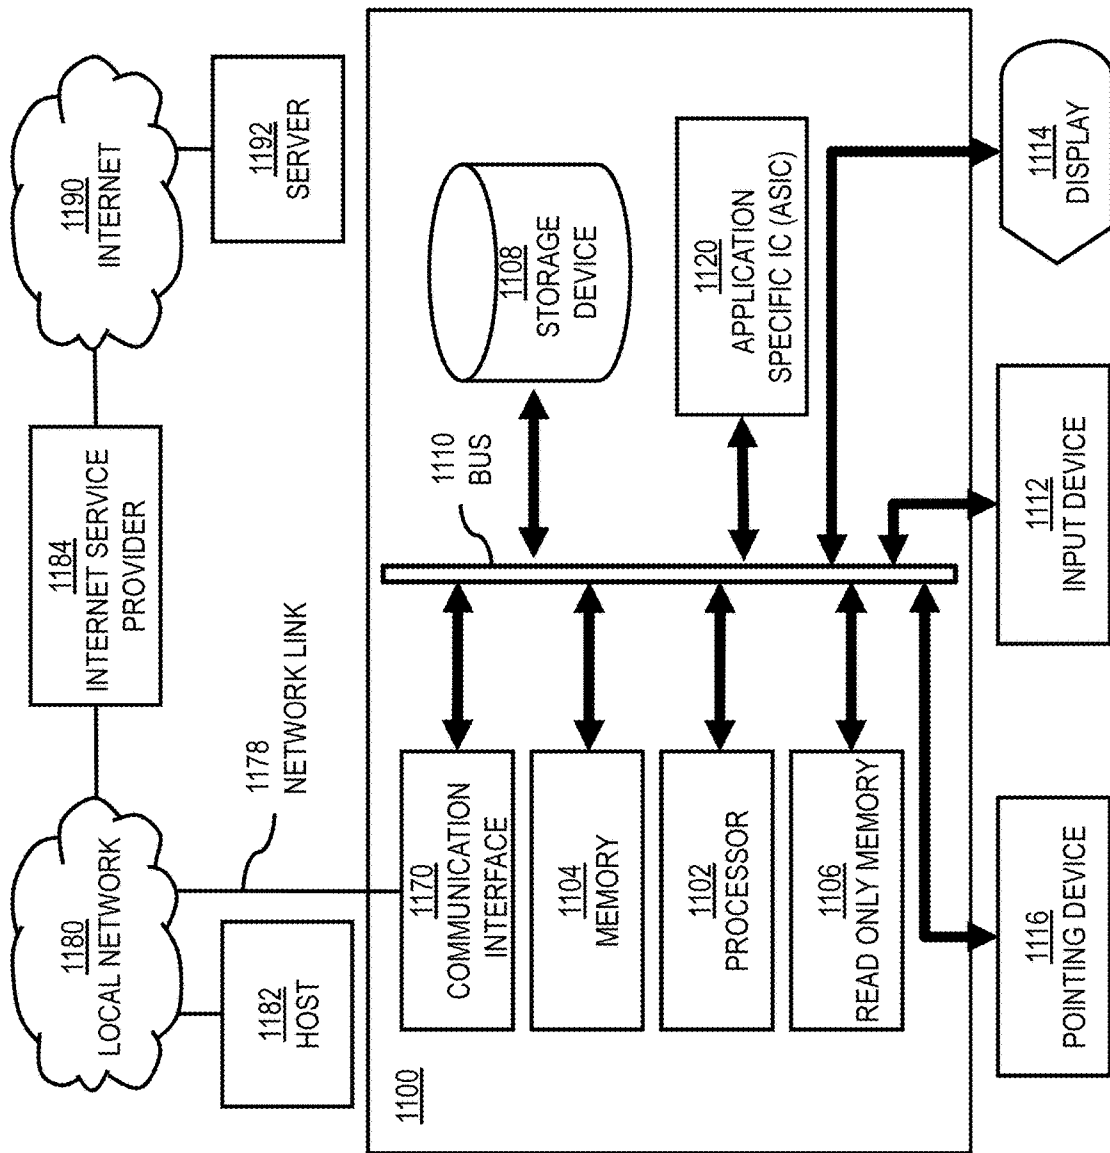 1180
LOCAL NETWORK
1184
INTERNET SERVICE
PROVIDER
1190
INTERNET
1182
HOST
1178
NETWORK LINK
1192
SERVER
1100
1170
COMMUNICATION
INTERFACE
1104
MEMORY
1102
PROCESSOR
1106
READ ONLY MEMORY
1110
BUS
1108
STORAGE
DEVICE
1120
APPLICATION
SPECIFIC IC (ASIC)
1116
POINTING DEVICE
1112
INPUT DEVICE
1114
DISPLAY